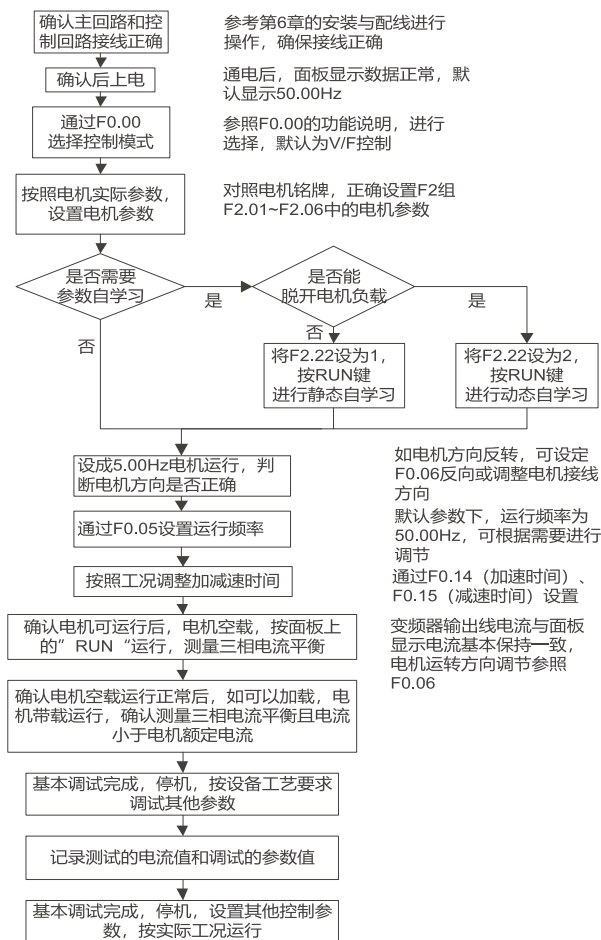 确认主回路和控
制回路接线正确
参考第6章的安装与配线进行
操作，确保接线正确
确认后上电
通电后，面板显示数据正常，默
认显示50.00Hz
通过F0.00
选择控制模式
参照F0.00的功能说明，进行
选择，默认为V/F控制
按照电机实际参数，
设置电机参数
对照电机铭牌，正确设置F2组
F2.01~F2.06中的电机参数
是否需要
参数自学习
是
是否能
脱开电机负载
是
否
否
将F2.22设为1，
按RUN键
进行静态自学习
将F2.22设为2，
按RUN键
进行动态自学习
设成5.00Hz电机运行，判
断电机方向是否正确
如电机方向反转，可设定
F0.06反向或调整电机接线
方向
通过F0.05设置运行频率
默认参数下，运行频率为
50.00Hz，可根据需要进行
调节
按照工况调整加减速时间
通过F0.14（加速时间）、
F0.15（减速时间）设置
确认电机可运行后，电机空载，按面板上
的”RUN“运行，测量三相电流平衡
变频器输出线电流与面板
显示电流基本保持一致，
电机运转方向调节参照
F0.06
确认电机空载运行正常后，如可以加载，电
机带载运行，确认测量三相电流平衡且电流
小于电机额定电流
基本调试完成，停机，按设备工艺要求
调试其他参数
记录测试的电流值和调试的参数值
基本调试完成，停机，设置其他控制参
数，按实际工况运行